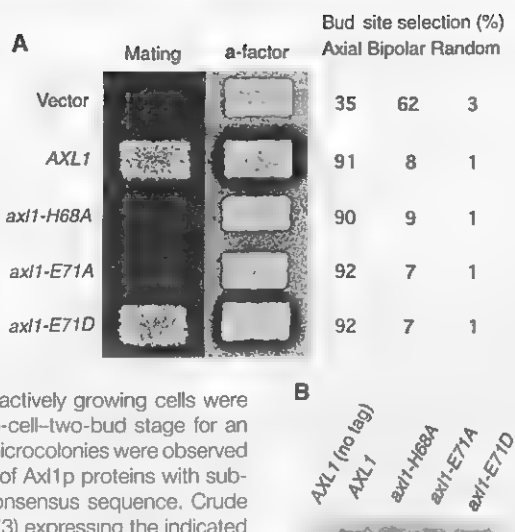 Bud site selection (%)
A
Mating a-factor Axial Bipolar Random
Vector 35 62 3
AXL1 91 8 1
axl1-H68A 90 9 1
axl1-E71A 92 7 1
axl1-E71D 92 7 1
actively growing cells were
-cell–two-bud stage for an
microcolonies were observed
of Axl1p proteins with sub-
onsensus sequence. Crude
3) expressing the indicated
B
AXL1 (no tag)
AXL1
axl1-H68A
axl1-E71A
axl1-E71D